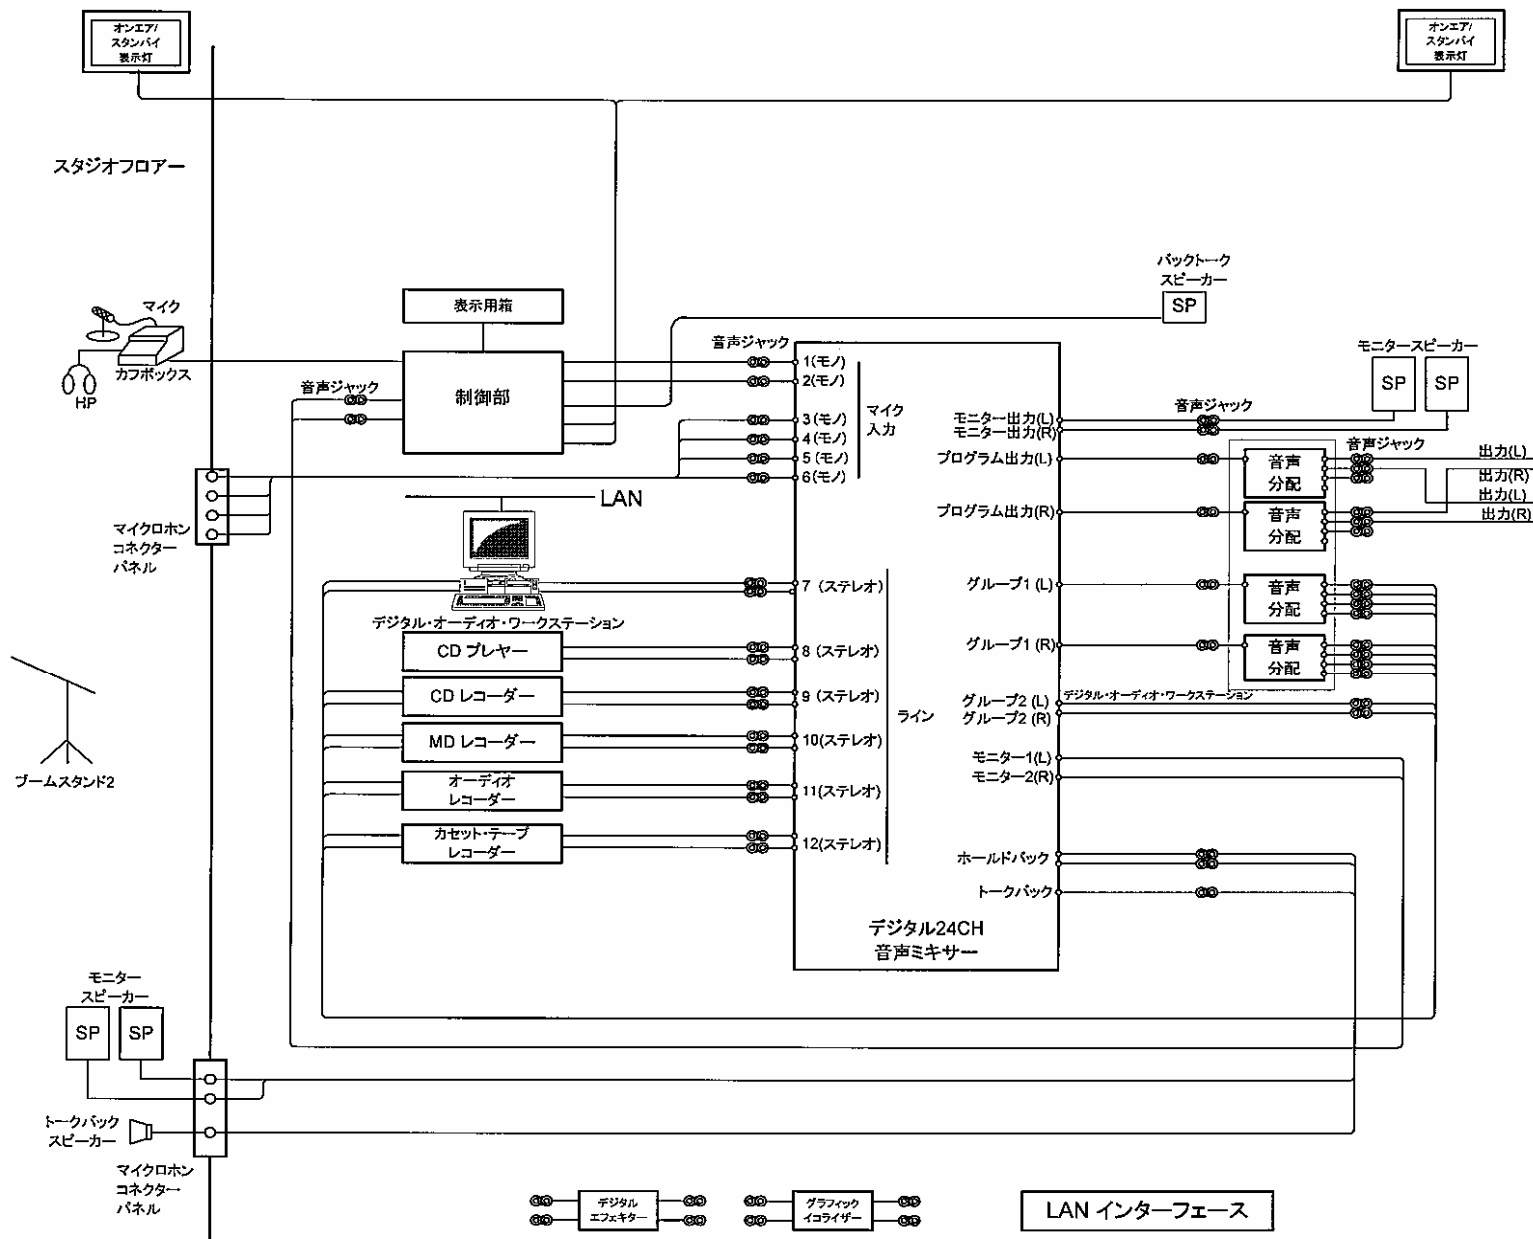 オンエア/
スタンバイ
表示灯
オンエア/
スタンバイ
表示灯
スタジオフロアー
バックトーク
スピーカー
SP
マイク
カフボックス
HP
表示用箱
制御部
音声ジャック
音声ジャック
1(モノ)
2(モノ)
3(モノ)
4(モノ)
5(モノ)
6(モノ)
マイク
入力
モニタースピーカー
SP
SP
音声ジャック
モニター出力(L)
モニター出力(R)
プログラム出力(L)
プログラム出力(R)
音声ジャック
音声
分配
音声
分配
出力(L)
出力(R)
出力(L)
出力(R)
マイクロホン
コネクター
パネル
LAN
デジタル・オーディオ・ワークステーション
CD プレヤー
CD レコーダー
MD レコーダー
オーディオ
レコーダー
カセット・テープ
レコーダー
7 (ステレオ)
8 (ステレオ)
9 (ステレオ)
10(ステレオ)
11(ステレオ)
12(ステレオ)
ライン
グループ1 (L)
グループ1 (R)
音声
分配
音声
分配
グループ2 (L)
グループ2 (R)
デジタル・オーディオ・ワークステーション
モニター1(L)
モニター2(R)
ホールドバック
トークバック
デジタル24CH
音声ミキサー
ブームスタンド2
モニター
スピーカー
SP
SP
トークバック
スピーカー
マイクロホン
コネクター
パネル
デジタル
エフェキター
グラフィック
イコライザー
LAN インターフェース